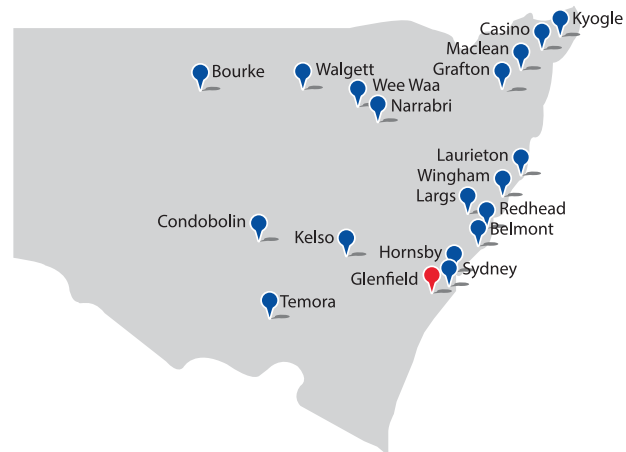 Kyogle
Casino
Maclean
Grafton
Bourke
Walgett
Wee Waa
Narrabri
Laurieton
Wingham
Largs
Redhead
Belmont
Condobolin
Kelso
Hornsby
Sydney
Glenfield
Temora